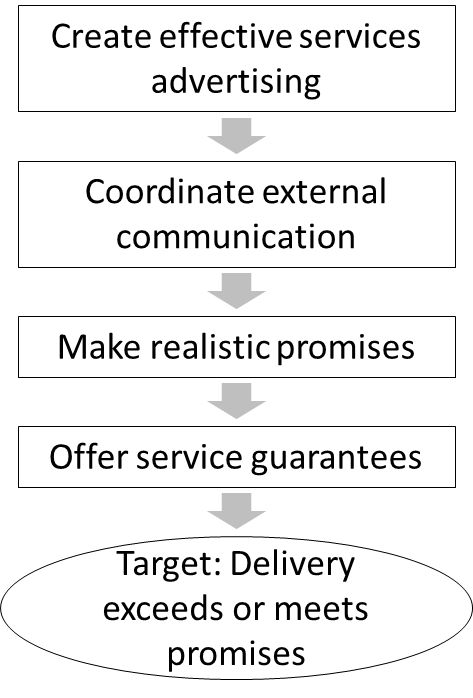 Create effective services
advertising
Coordinate external
communication
Make realistic promises
Offer service guarantees
Target: Delivery
exceeds or meets
promises